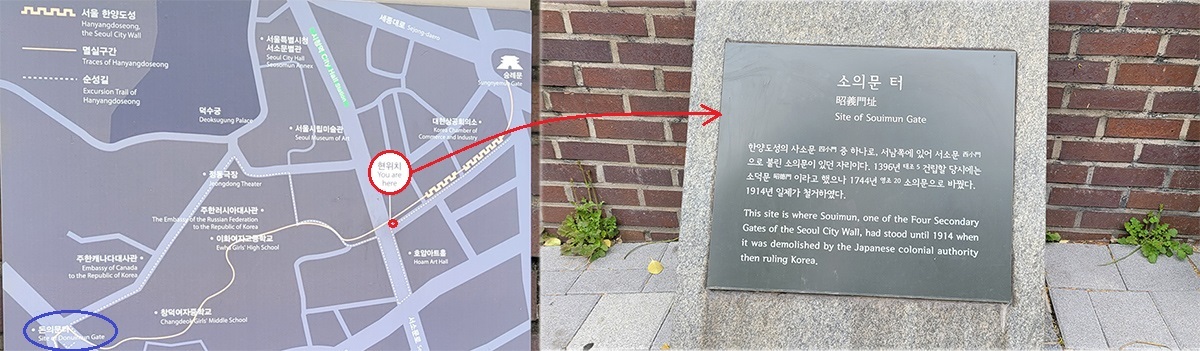 서울 한양도성
Hanyangdoseong,
the Seoul City Wall
멸실구간
Traces of Hanyangdoseong
순성길
Excursion Trail of
Hanyangdoseong
서울특별시청
서소문별관
Seoul City Hall
Seosomun Annex
시청역 City Hall Station
세종대로 Sejong-daero
숭례문
Sungnyemun Gate
덕수궁
Deoksugung Palace
서울시립미술관
Seoul Museum of Art
대한상공회의소
Korea Chamber of
Commerce and Industry
현위치
You are
here
정동극장
Jeongdong Theater
주한러시아대사관
The Embassy of the Russian Federation
to the Republic of Korea
이화여자고등학교
Ewha Girls' High School
주한캐나다대사관
Embassy of Canada
to the Republic of Korea
호암아트홀
Hoam Art Hall
창덕여자중학교
Changdeok Girls' Middle School
돈의문터
Site of Donuimun Gate
서소문로
소의문 터
昭義門址
Site of Souimun Gate
한양도성의 사소문 四小門 중 하나로, 서남쪽에 있어 서소문 西小門
으로 불린 소의문이 있던 자리이다. 1396년 태조 5 건립할 당시에는
소덕문 昭德門 이라고 했으나 1744년 영조 20 소의문으로 바꿨다.
1914년 일제가 철거하였다.
This site is where Souimun, one of the Four Secondary
Gates of the Seoul City Wall, had stood until 1914 when
it was demolished by the Japanese colonial authority
then ruling Korea.